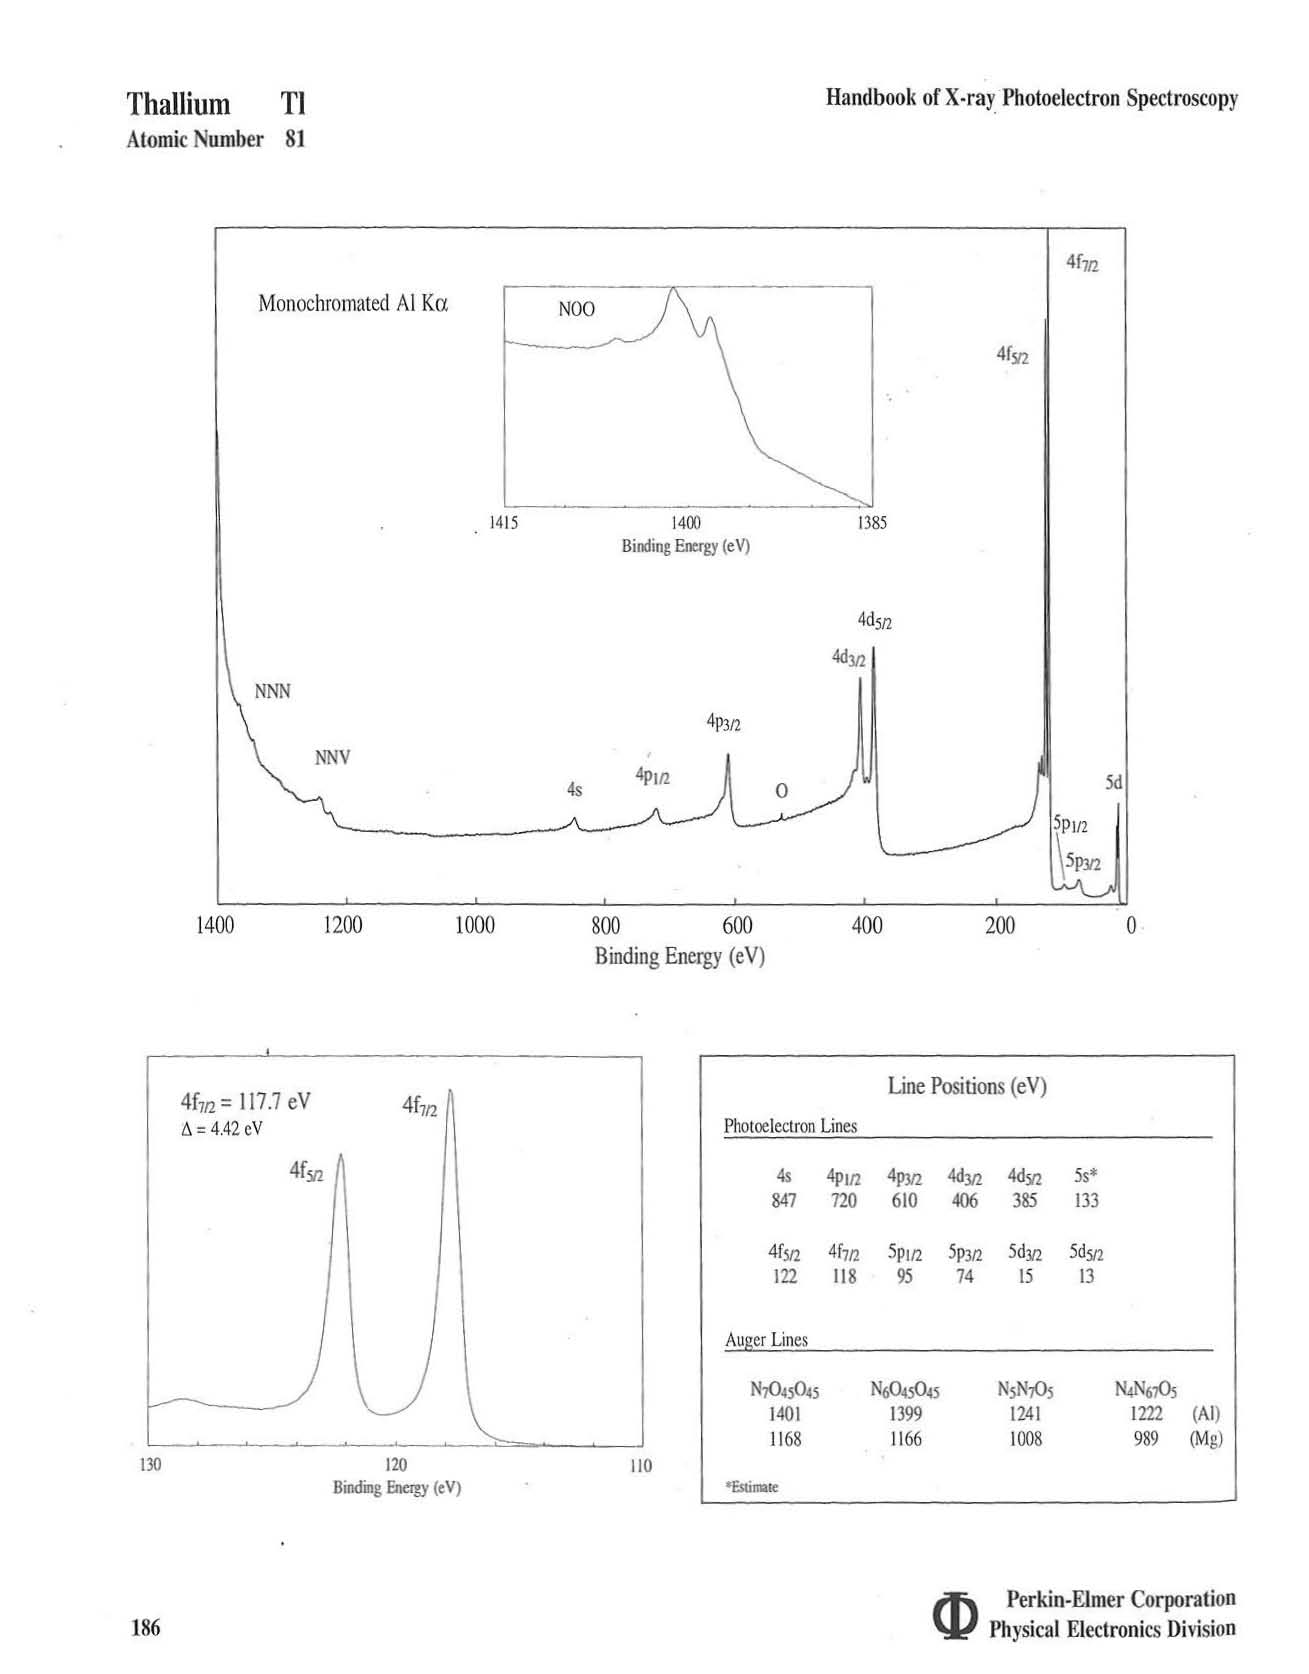 Thallium Tl
Handbook of X-ray Photoelectron Spectroscopy
Atomic Number 81
Monochromated Al Kα
NOO
4f7/2
4f5/2
1415 1400 1385
Binding Energy (eV)
4d5/2
4d3/2
NNN
4p3/2
NNV
4p1/2
4s
O
5d
5p1/2
5p3/2
1400 1200 1000 800 600 400 200 0
Binding Energy (eV)
4f7/2 = 117.7 eV
Δ = 4.42 eV
4f7/2
4f5/2
130 120 110
Binding Energy (eV)
Line Positions (eV)
Photoelectron Lines
4s 4p1/2 4p3/2 4d3/2 4d5/2 5s*
847 720 610 406 385 133
4f5/2 4f7/2 5p1/2 5p3/2 5d3/2 5d5/2
122 118 95 74 15 13
Auger Lines
N7O45O45 N6O45O45 N5N7O5 N4N67O5
1401 1399 1241 1222 (Al)
1168 1166 1008 989 (Mg)
*Estimate
186
Perkin-Elmer Corporation
Physical Electronics Division